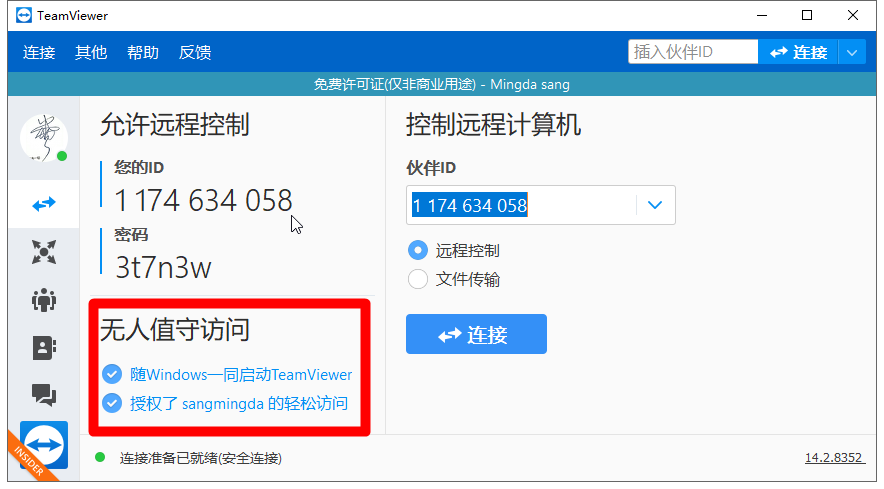 TeamViewer
连接 其他 帮助 反馈
插入伙伴ID 连接
免费许可证(仅非商业用途) - Mingda sang
允许远程控制
您的ID
1 174 634 058
密码
3t7n3w
无人值守访问
随Windows一同启动TeamViewer
授权了 sangmingda 的轻松访问
控制远程计算机
伙伴ID
1 174 634 058
远程控制
文件传输
连接
INSIDER
连接准备已就绪(安全连接)
14.2.8352